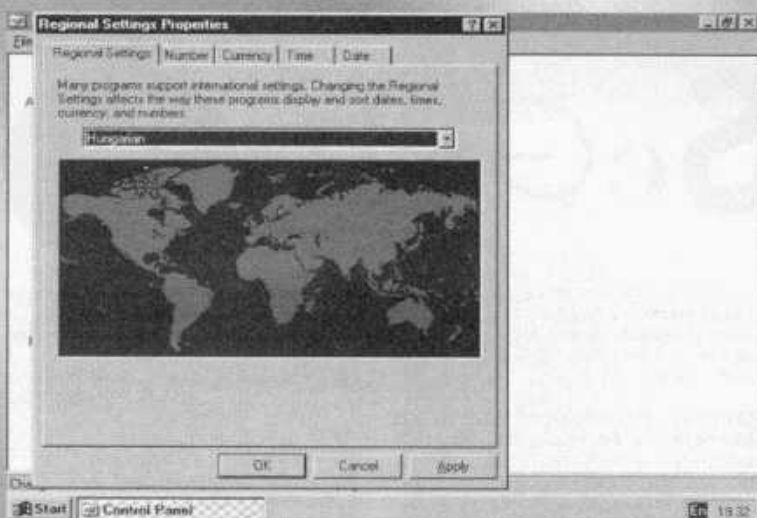 Regional Settings Properties
Regional Settings Number Currency Time Date
Many programs support international settings. Changing the Regional
Settings affects the way these programs display and sort dates, times,
currency, and numbers.
Hungarian
OK Cancel Apply
Start Control Panel En 19:32